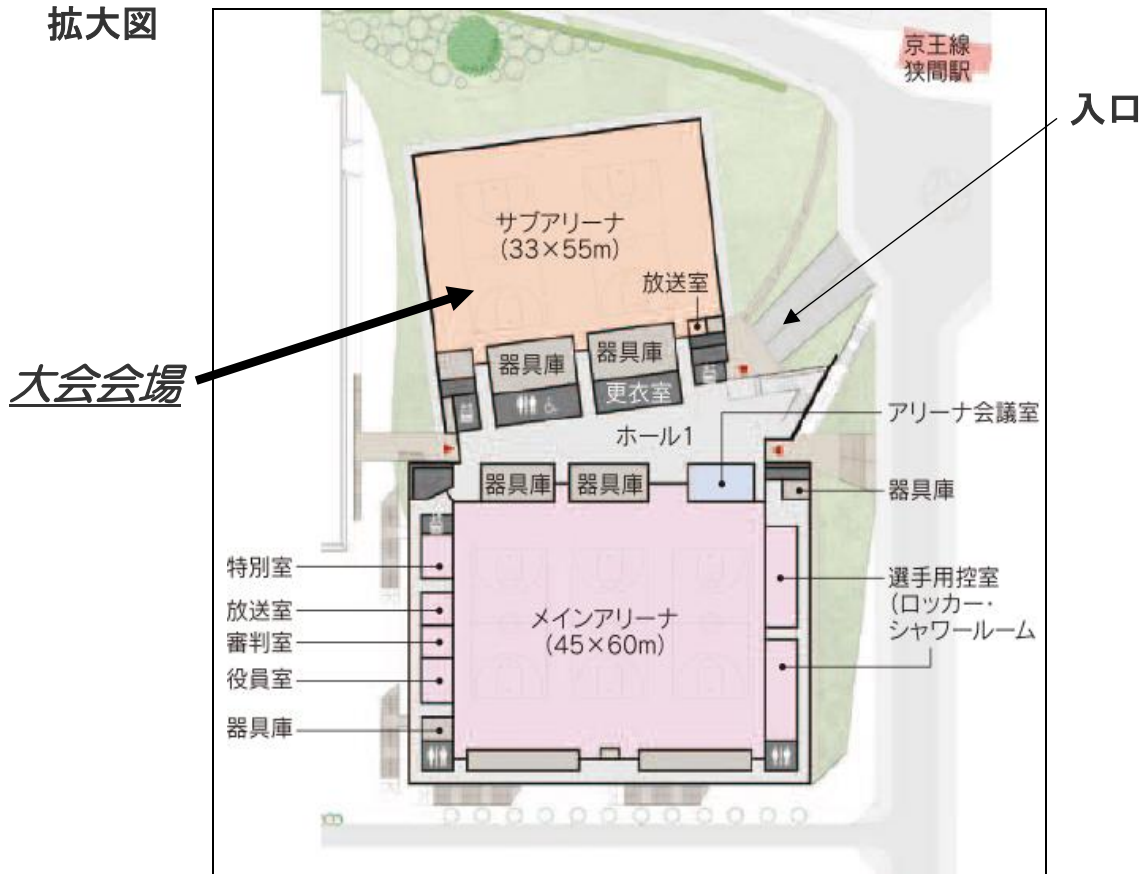 拡大図
京王線
狭間駅
入口
サブアリーナ
(33×55m)
放送室
大会会場
器具庫
器具庫
更衣室
ホール1
アリーナ会議室
器具庫
器具庫
器具庫
特別室
放送室
審判室
役員室
器具庫
メインアリーナ
(45×60m)
選手用控室
(ロッカー・
シャワールーム